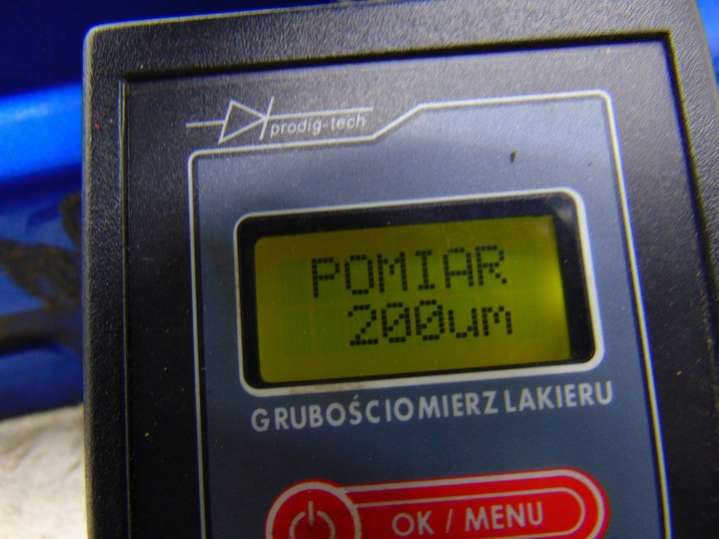 prodig-tech
POMIAR
200um
GRUBOŚCIOMIERZ LAKIERU
OK / MENU